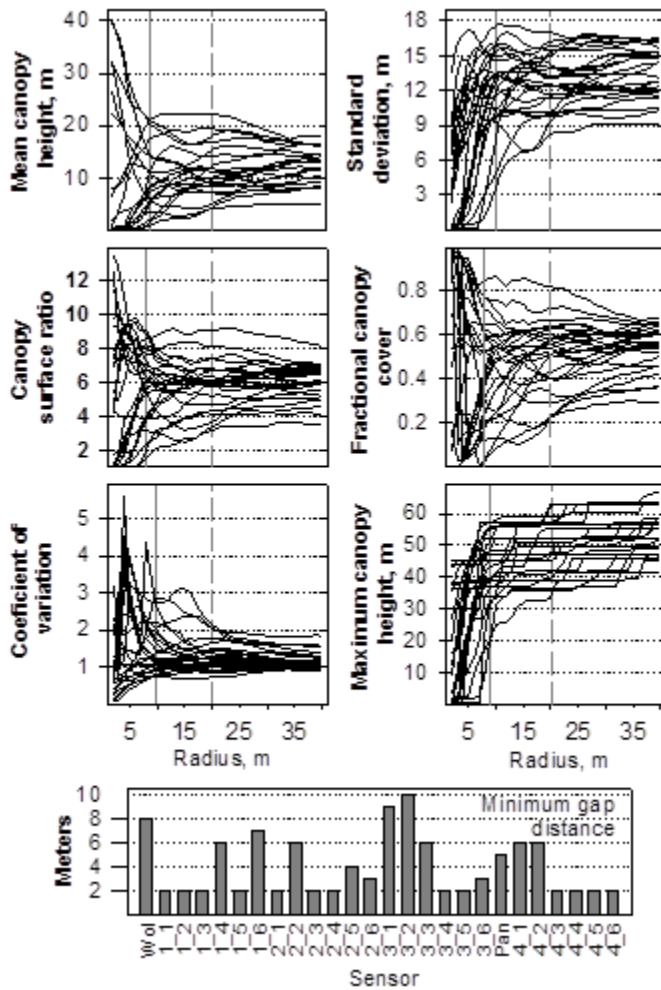 Mean canopy
height, m
40
30
20
10
Standard
deviation, m
18
15
12
9
6
3
Canopy
surface ratio
12
10
8
6
4
2
Fractional canopy
cover
0.8
0.6
0.4
0.2
Coeficient of
variation
5
4
3
2
1
Maximum canopy
height, m
60
50
40
30
20
10
5 15 25 35
Radius, m
5 15 25 35
Radius, m
Meters
10
8
6
4
2
Minimum gap
distance
Wol 1_1 1_2 1_3 1_4 1_5 1_6 2_1 2_2 2_3 2_4 2_5 2_6 3_1 3_2 3_3 3_4 3_5 3_6 Pan 4_1 4_2 4_3 4_4 4_5 4_6
Sensor